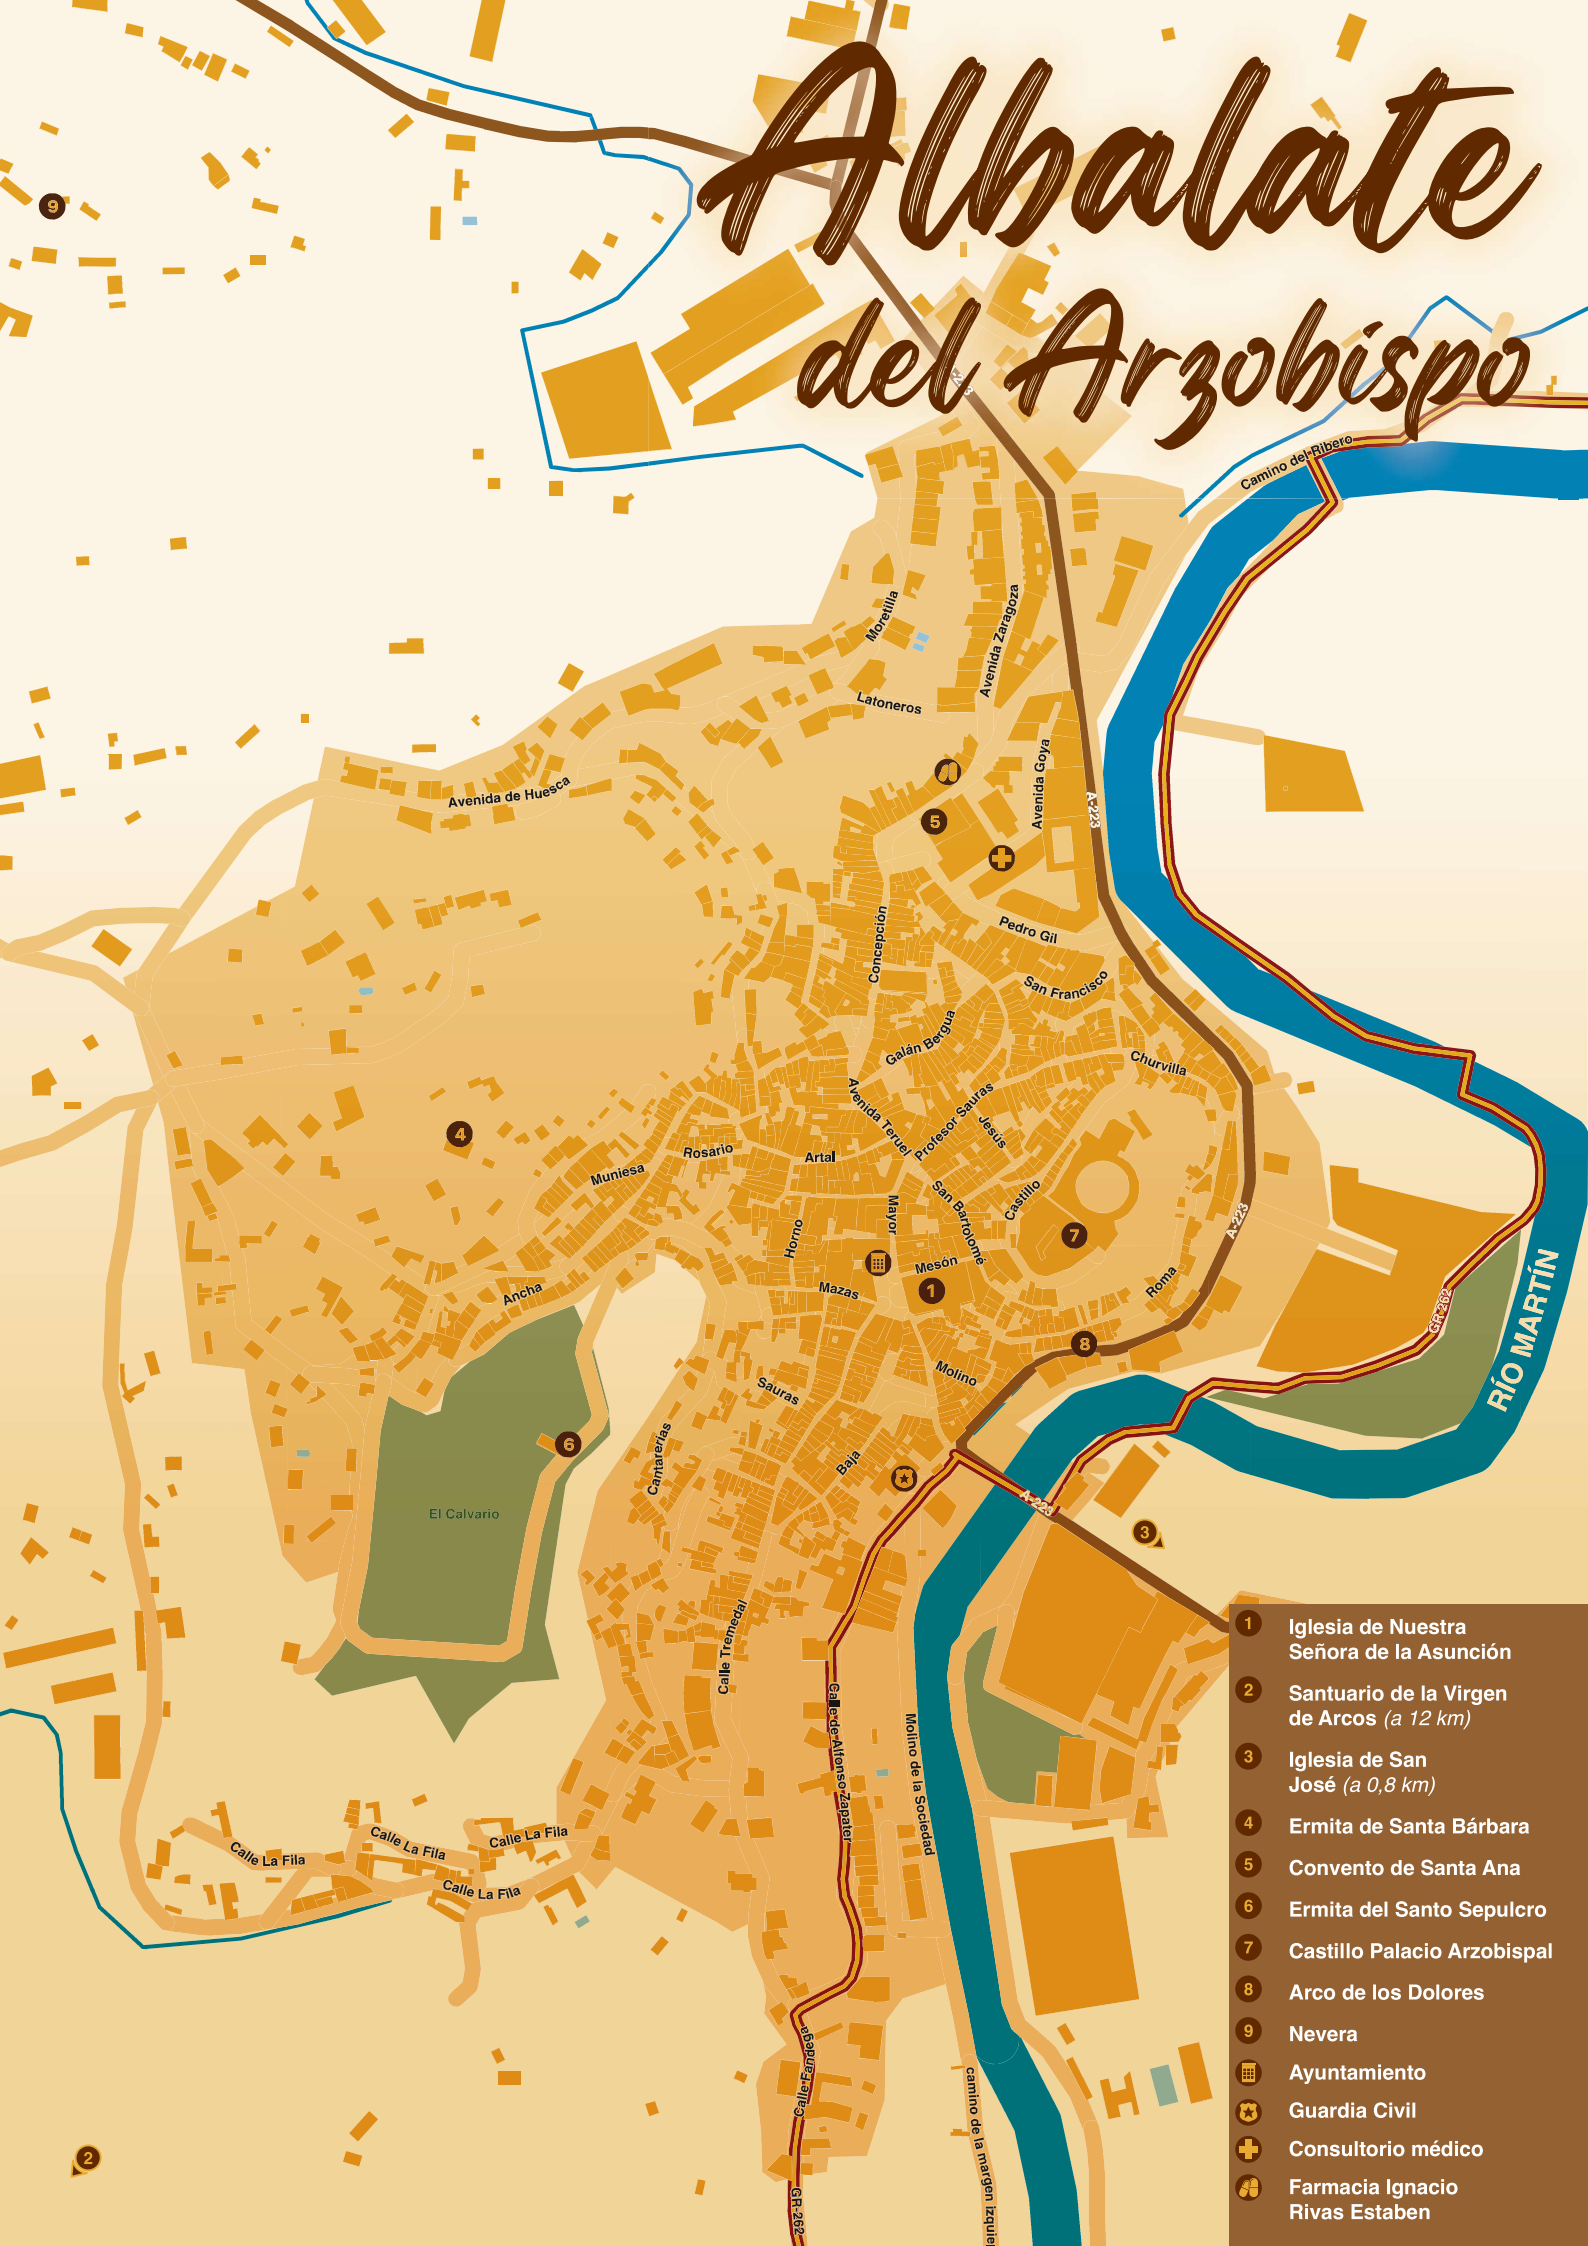 Albalate
del Arzobispo
9
Camino del Ribero
Moretilla
Avenida Zaragoza
Latoneros
Avenida Goya
A-223
Avenida de Huesca
5
Concepción
Pedro Gil
San Francisco
Galán Bergua
Churvilla
Avenida Teruel
Profesor Sauras
Jesús
4
Rosario
Artal
Muniesa
Mayor
San Bartolomé
Castillo
7
A-223
Horno
Mesón
Ancha
Mazas
1
Roma
GR-262
RÍO MARTÍN
8
Molino
Sauras
6
Cantarerias
Baja
El Calvario
A-223
3
Calle Tremedal
Calle de Alfonso Zapater
Molino de la Sociedad
Calle La Fila
Calle La Fila
Calle La Fila
Calle La Fila
Calle Fandega
camino de la margen
2
GR-262
1 Iglesia de Nuestra
Señora de la Asunción
2 Santuario de la Virgen
de Arcos (a 12 km)
3 Iglesia de San
José (a 0,8 km)
4 Ermita de Santa Bárbara
5 Convento de Santa Ana
6 Ermita del Santo Sepulcro
7 Castillo Palacio Arzobispal
8 Arco de los Dolores
9 Nevera
Ayuntamiento
Guardia Civil
Consultorio médico
Farmacia Ignacio
Rivas Estaben